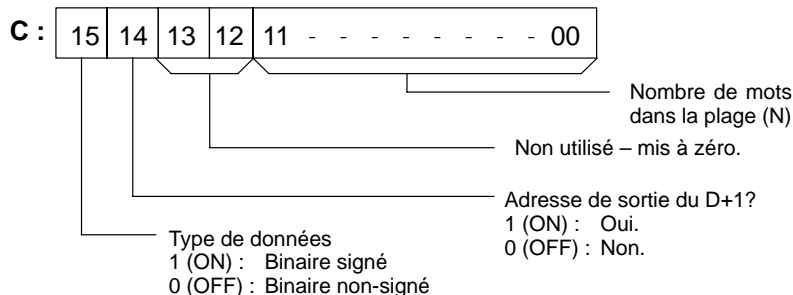 C : 15 14 13 12 11 - - - - - - - - 00
Nombre de mots
dans la plage (N)
Non utilisé – mis à zéro.
Adresse de sortie du D+1?
1 (ON) : Oui.
0 (OFF) : Non.
Type de données
1 (ON) : Binaire signé
0 (OFF) : Binaire non-signé